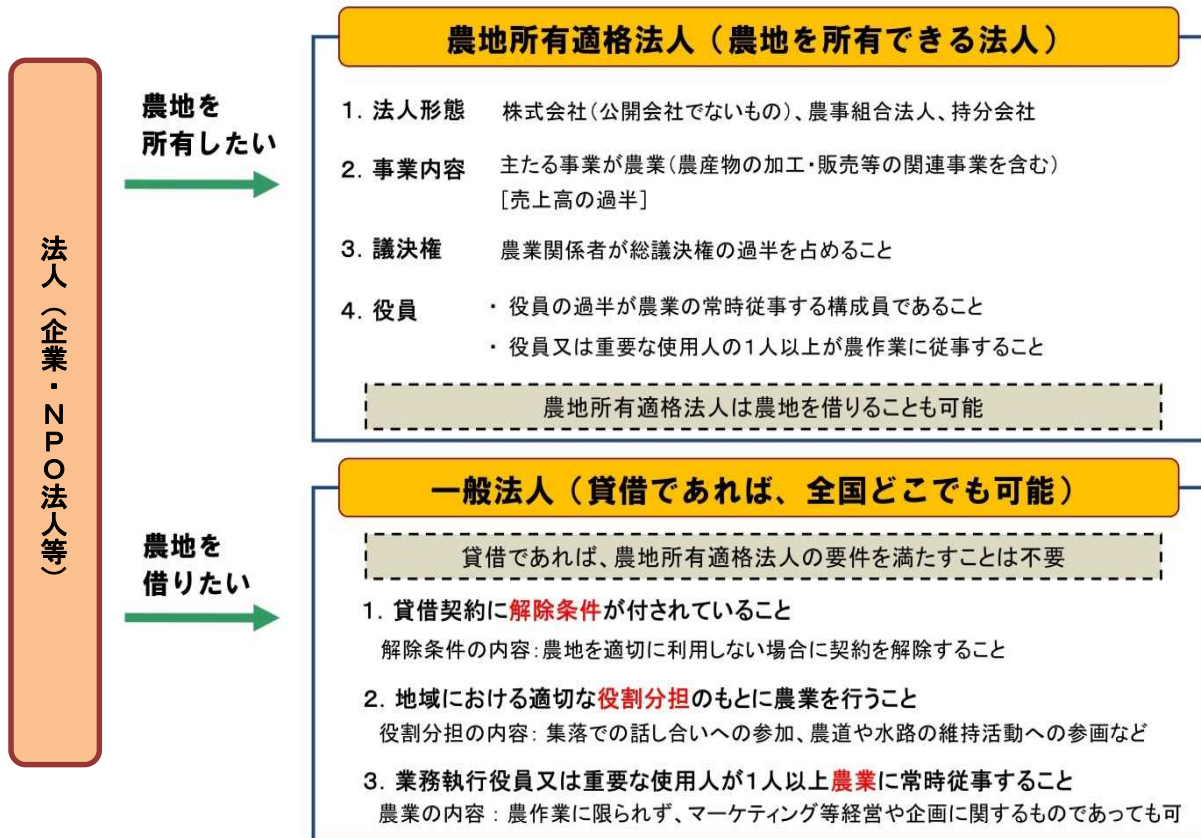 法人（企業・NPO法人等）
農地を
所有したい
農地所有適格法人（農地を所有できる法人）
1. 法人形態　株式会社（公開会社でないもの）、農事組合法人、持分会社
2. 事業内容　主たる事業が農業（農産物の加工・販売等の関連事業を含む）
［売上高の過半］
3. 議決権　農業関係者が総議決権の過半を占めること
4. 役員　・ 役員の過半が農業の常時従事する構成員であること
・ 役員又は重要な使用人の1人以上が農作業に従事すること
農地所有適格法人は農地を借りることも可能
農地を
借りたい
一般法人（貸借であれば、全国どこでも可能）
貸借であれば、農地所有適格法人の要件を満たすことは不要
1. 貸借契約に解除条件が付されていること
解除条件の内容：農地を適切に利用しない場合に契約を解除すること
2. 地域における適切な役割分担のもとに農業を行うこと
役割分担の内容： 集落での話し合いへの参加、農道や水路の維持活動への参画など
3. 業務執行役員又は重要な使用人が1人以上農業に常時従事すること
農業の内容 ： 農作業に限られず、マーケティング等経営や企画に関するものであっても可